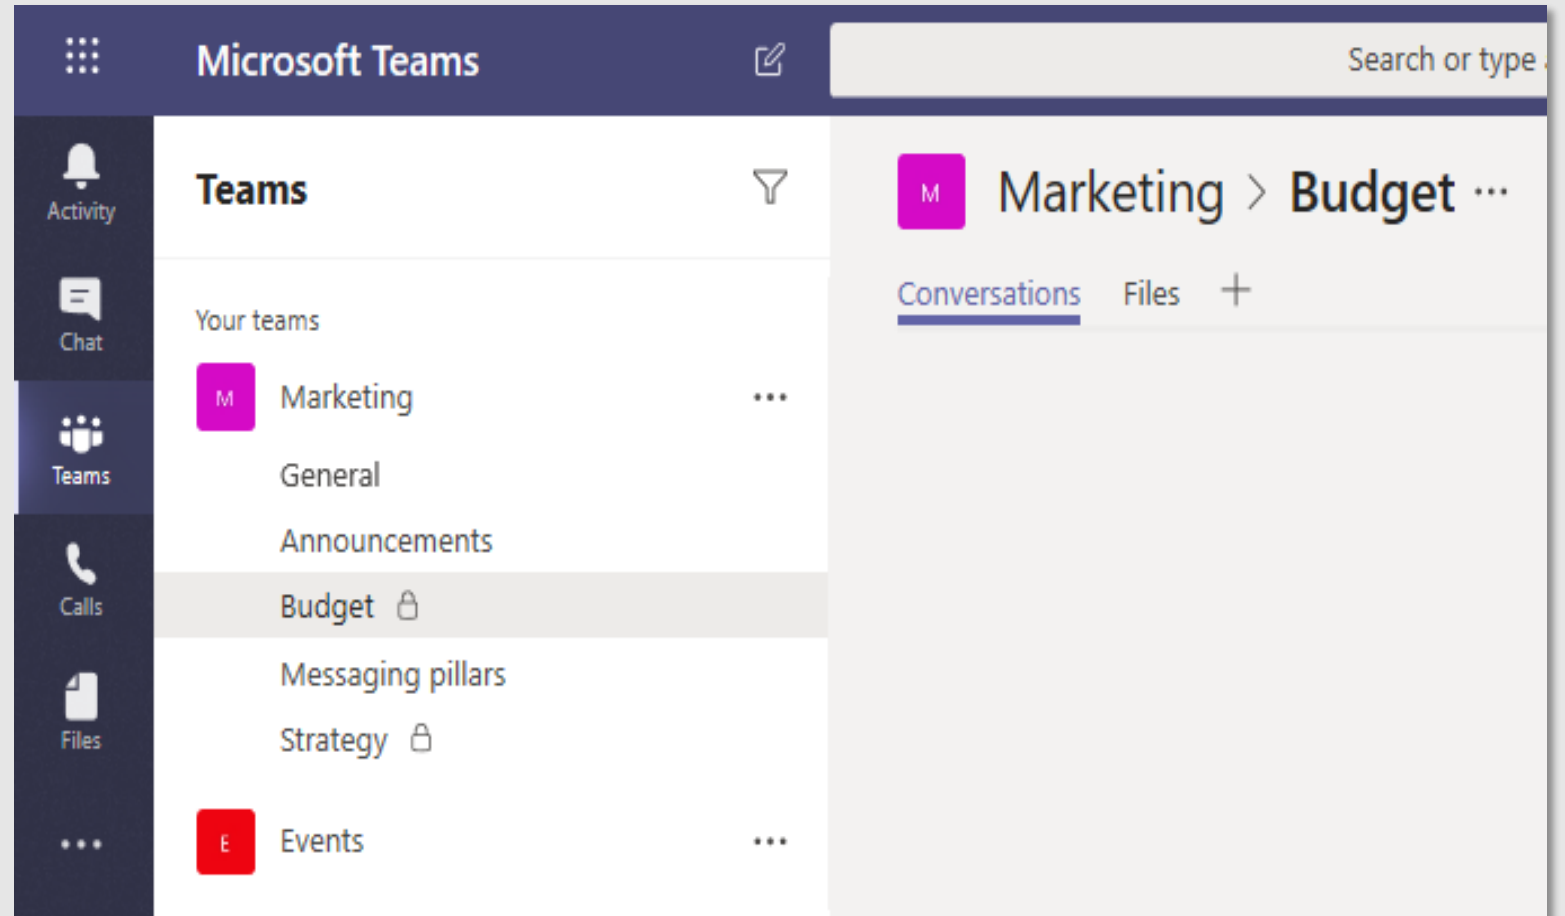 Microsoft Teams
Search or type
Activity
Chat
Teams
Calls
Files
Teams
Your teams
M Marketing
General
Announcements
Budget
Messaging pillars
Strategy
E Events
M Marketing > Budget ...
Conversations Files +